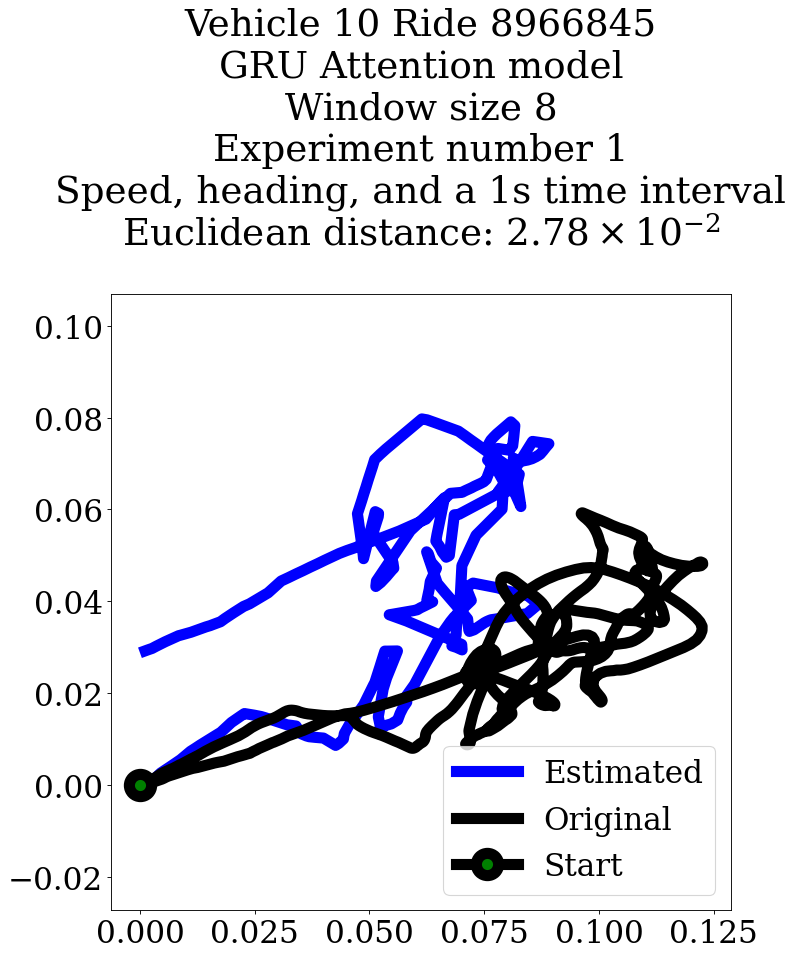 Vehicle 10 Ride 8966845
GRU Attention model
Window size 8
Experiment number 1
Speed, heading, and a 1s time interval
Euclidean distance: 2.78 × 10⁻²
0.10
0.08
0.06
0.04
0.02
0.00
−0.02
Estimated
Original
Start
0.000 0.025 0.050 0.075 0.100 0.125